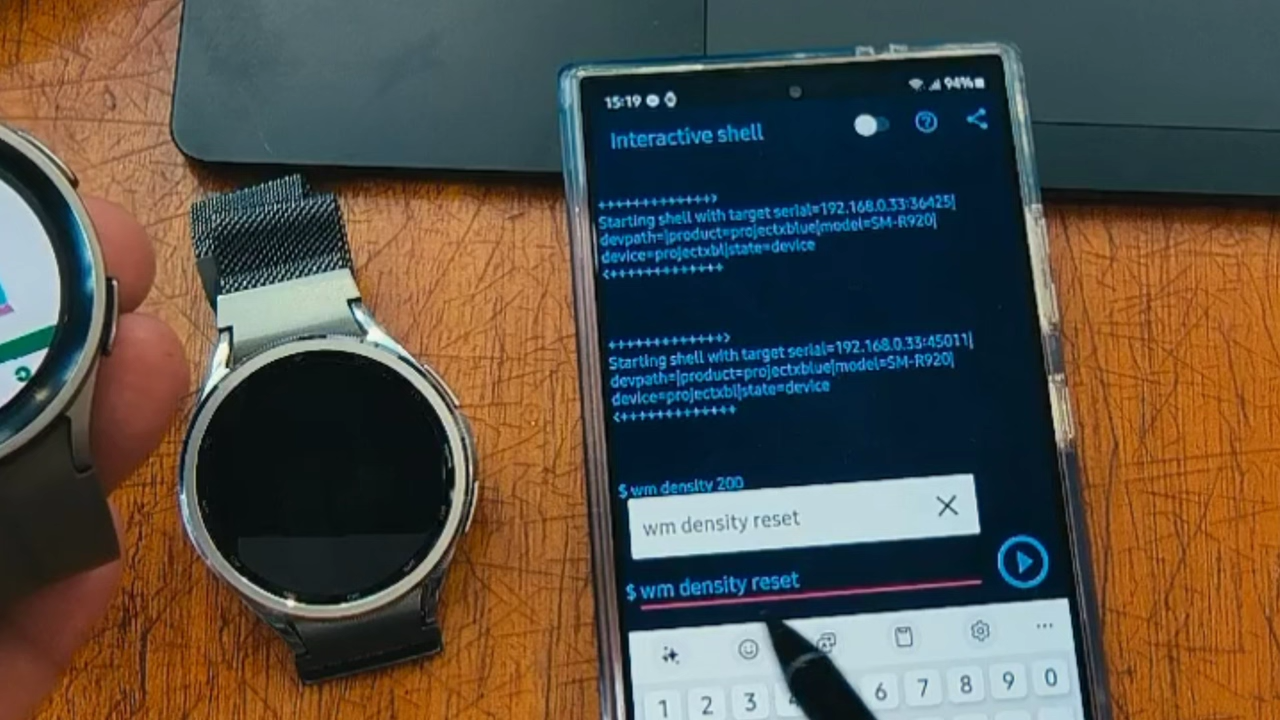 15:19
94%
Interactive shell
+++++++++++++>
Starting shell with target serial=192.168.0.33:36425|
devpath=|product=projectxblue|model=SM-R920|
device=projectxbl|state=device
<+++++++++++++
+++++++++++++>
Starting shell with target serial=192.168.0.33:45011|
devpath=|product=projectxblue|model=SM-R920|
device=projectxbl|state=device
<+++++++++++++
$ wm density 200
wm density reset
$ wm density reset
1 2 3 4 6 7 8 9 0